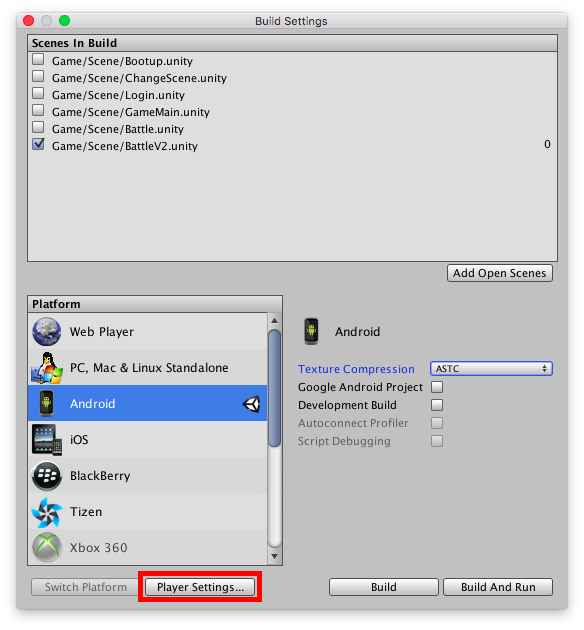 Build Settings
Scenes In Build
Game/Scene/Bootup.unity
Game/Scene/ChangeScene.unity
Game/Scene/Login.unity
Game/Scene/GameMain.unity
Game/Scene/Battle.unity
Game/Scene/BattleV2.unity 0
Add Open Scenes
Platform
Web Player
PC, Mac & Linux Standalone
Android
iOS
BlackBerry
Tizen
Xbox 360
Android
Texture Compression ASTC
Google Android Project
Development Build
Autoconnect Profiler
Script Debugging
Switch Platform Player Settings... Build Build And Run